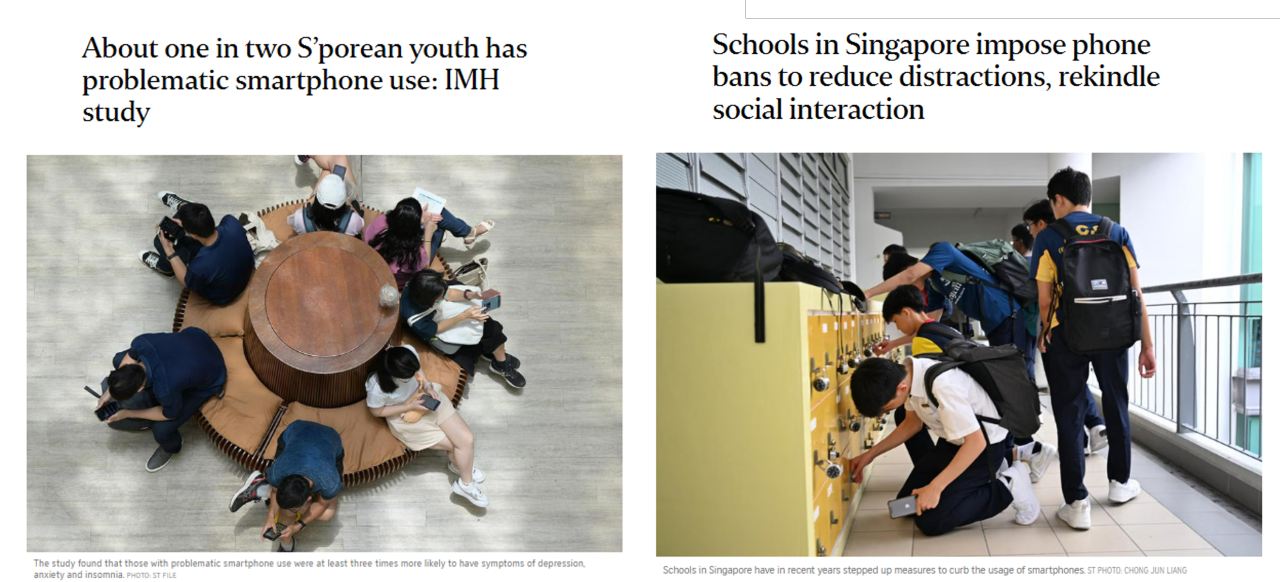 About one in two S'porean youth has
problematic smartphone use: IMH
study
The study found that those with problematic smartphone use were at least three times more likely to have symptoms of depression,
anxiety and insomnia. PHOTO: ST FILE
Schools in Singapore impose phone
bans to reduce distractions, rekindle
social interaction
Schools in Singapore have in recent years stepped up measures to curb the usage of smartphones. ST PHOTO: CHONG JUN LIANG